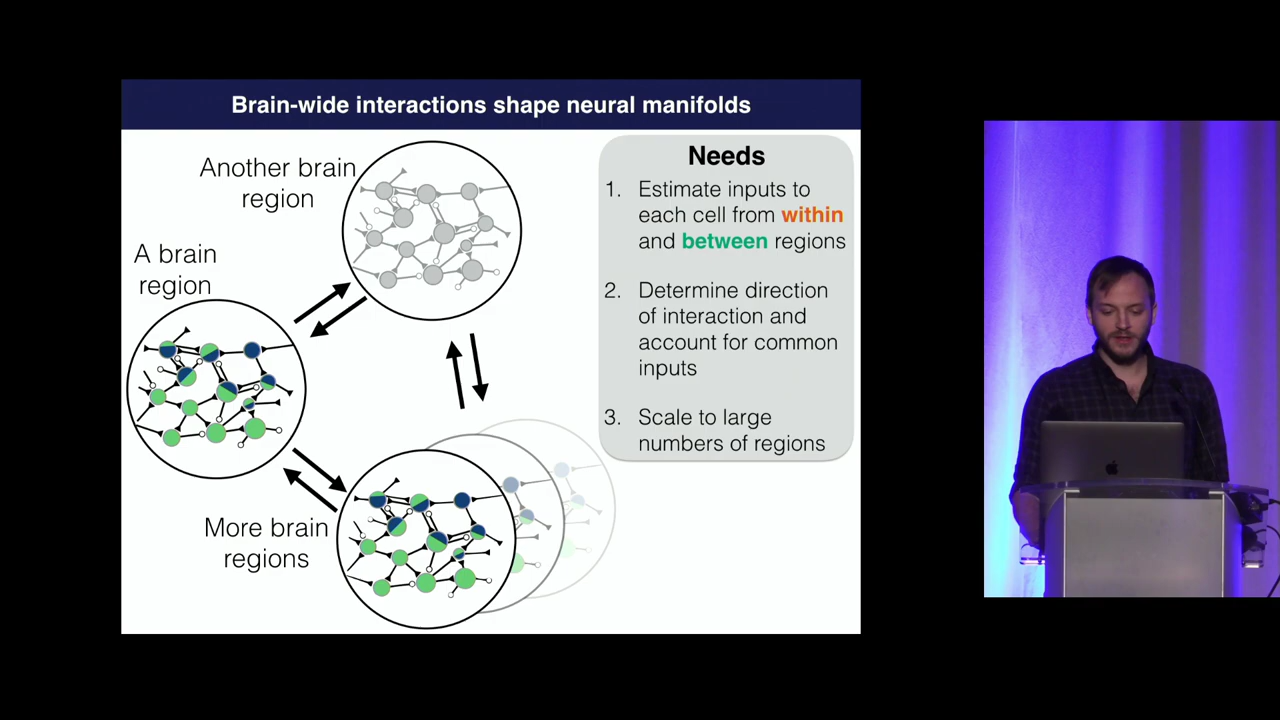 Brain-wide interactions shape neural manifolds
Another brain
region
A brain
region
More brain
regions
Needs
1. Estimate inputs to
each cell from within
and between regions
2. Determine direction
of interaction and
account for common
inputs
3. Scale to large
numbers of regions